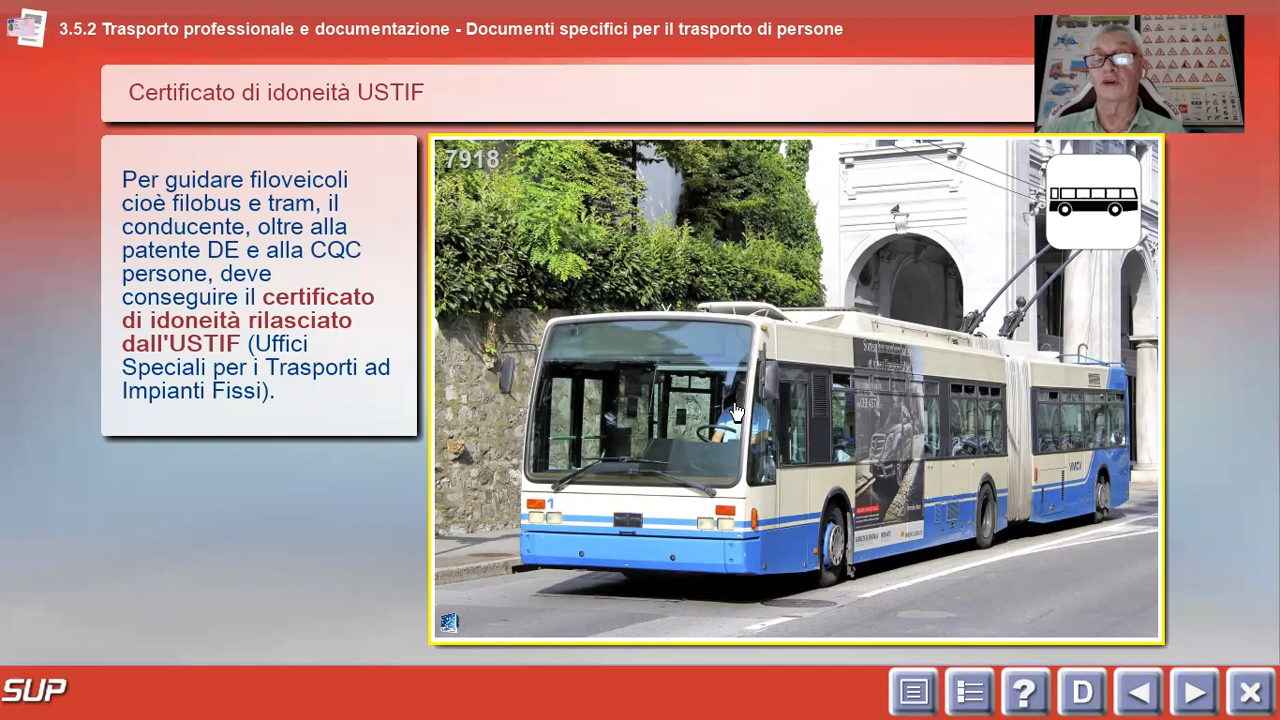 3.5.2 Trasporto professionale e documentazione - Documenti specifici per il trasporto di persone
Certificato di idoneità USTIF
Per guidare filoveicoli
cioè filobus e tram, il
conducente, oltre alla
patente DE e alla CQC
persone, deve
conseguire il certificato
di idoneità rilasciato
dall'USTIF (Uffici
Speciali per i Trasporti ad
Impianti Fissi).
7918
1
VMCV
SUP
?
D